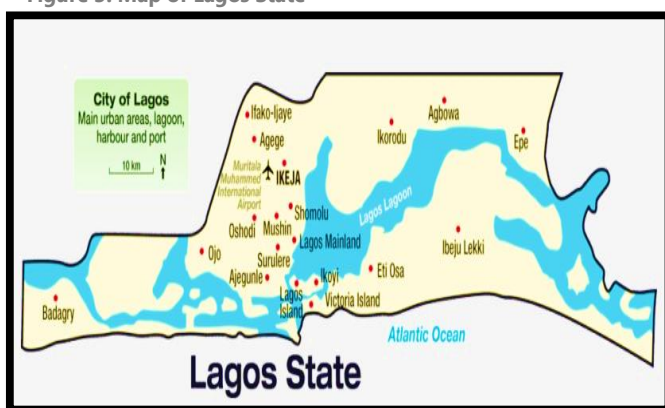 Figure 3: Map of Lagos State
City of Lagos
Main urban areas, lagoon,
harbour and port
10 km
N
Ifako-Ijaye
Agege
Muritala
Muhammed
International
Airport
IKEJA
Ikorodu
Agbowa
Epe
Shomolu
Oshodi
Mushin
Lagos Mainland
Lagos Lagoon
Ojo
Surulere
Ibeju Lekki
Ajegunle
Ikoyi
Eti Osa
Lagos
Island
Victoria Island
Badagry
Atlantic Ocean
Lagos State